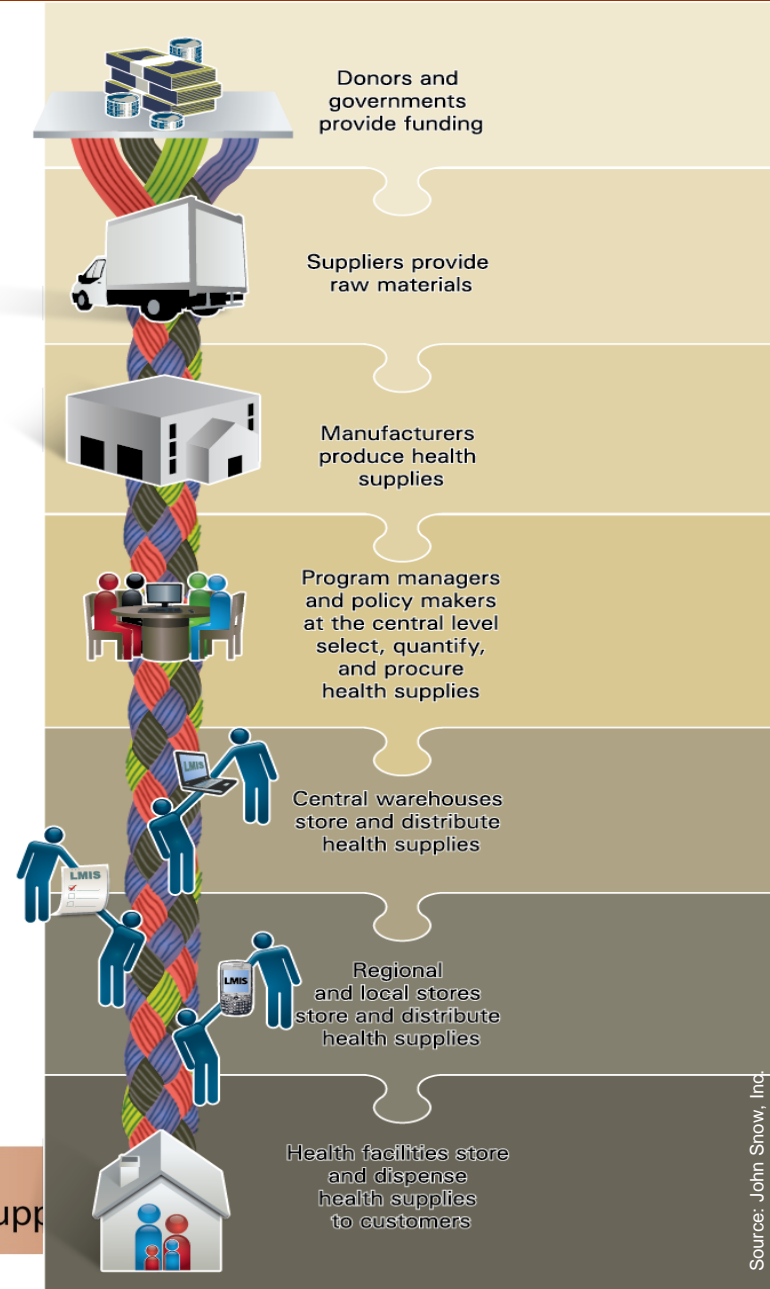 Donors and
governments
provide funding
Suppliers provide
raw materials
Manufacturers
produce health
supplies
Program managers
and policy makers
at the central level
select, quantify,
and procure
health supplies
LMIS
Central warehouses
store and distribute
health supplies
LMIS
Regional
and local stores
store and distribute
health supplies
LMIS
Health facilities store
and dispense
health supplies
to customers
upp
Source: John Snow, Inc.